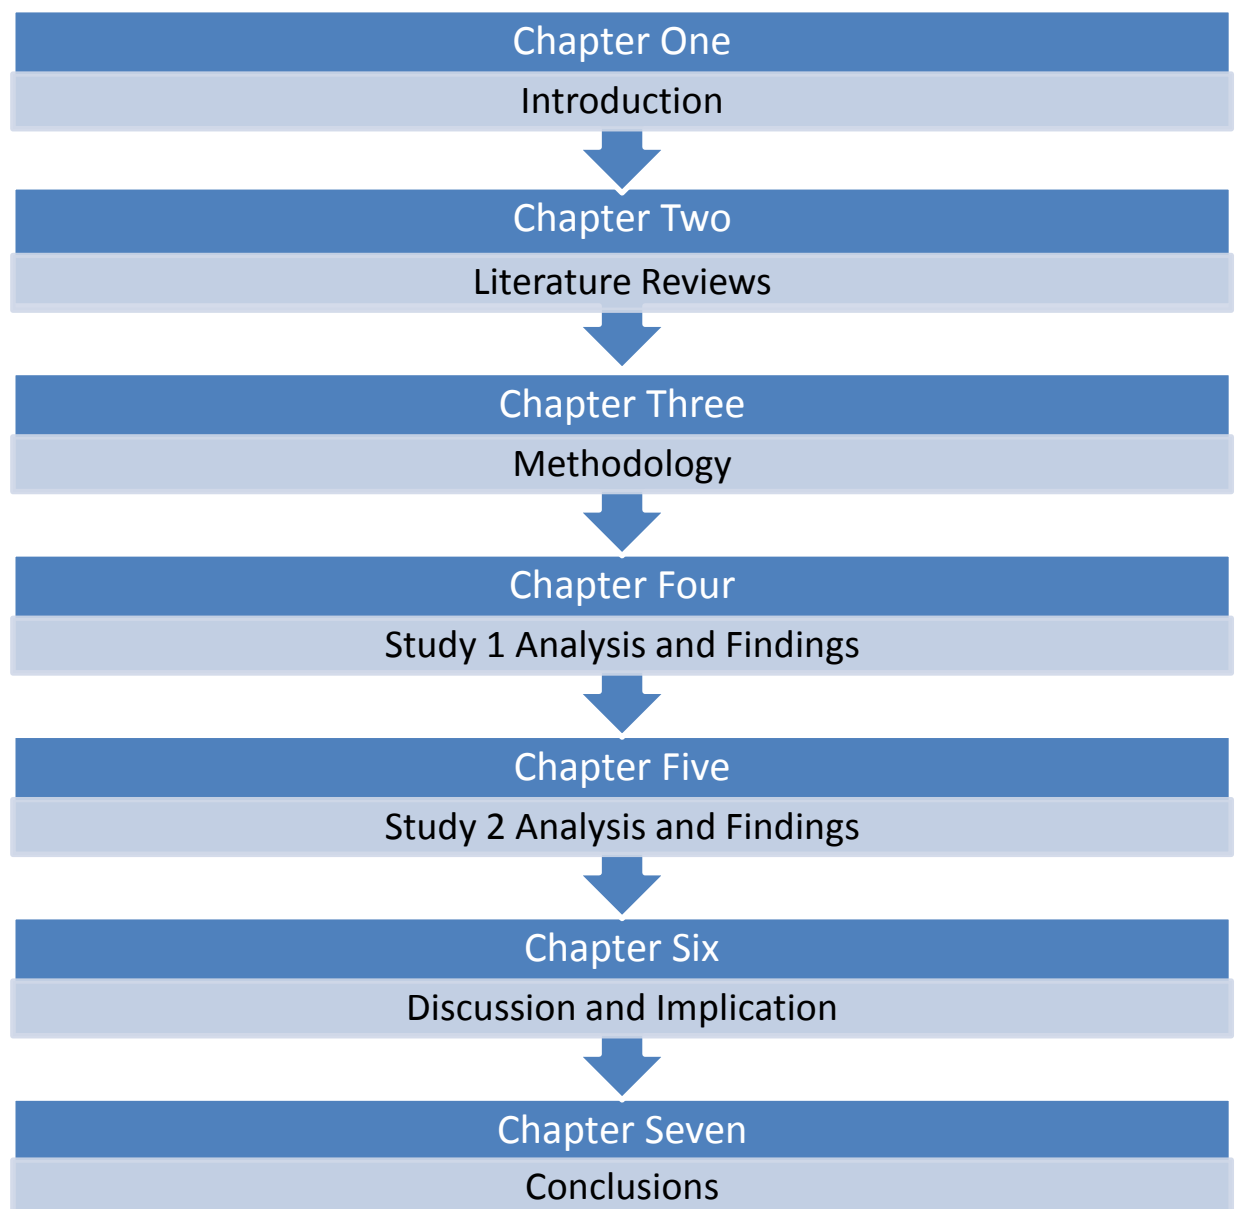 Chapter One
Introduction
Chapter Two
Literature Reviews
Chapter Three
Methodology
Chapter Four
Study 1 Analysis and Findings
Chapter Five
Study 2 Analysis and Findings
Chapter Six
Discussion and Implication
Chapter Seven
Conclusions